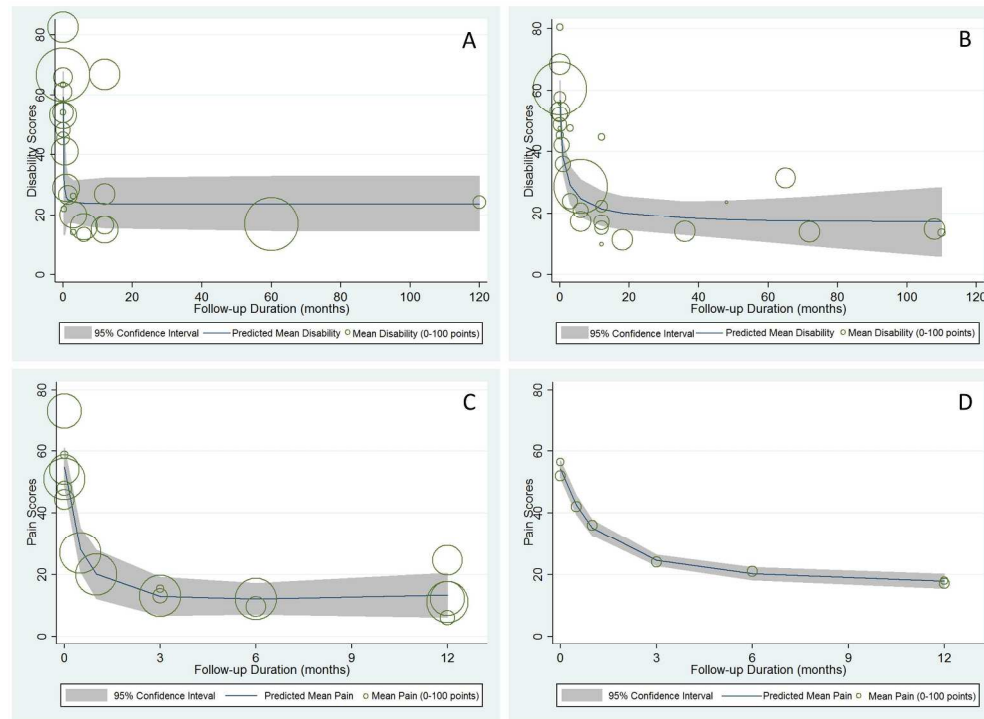 A
Disability Scores
0 20 40 60 80
0 20 40 60 80 100 120
Follow-up Duration (months)
95% Confidence Interval Predicted Mean Disability Mean Disability (0-100 points)
B
Disability Scores
0 20 40 60 80
0 20 40 60 80 100 120
Follow-up Duration (months)
95% Confidence Interval Predicted Mean Disability Mean Disability (0-100 points)
C
Pain Scores
0 20 40 60 80
0 3 6 9 12
Follow-up Duration (months)
95% Confidence Interval Predicted Mean Pain Mean Pain (0-100 points)
D
Pain Scores
0 20 40 60 80
0 3 6 9 12
Follow-up Duration (months)
95% Confidence Interval Predicted Mean Pain Mean Pain (0-100 points)